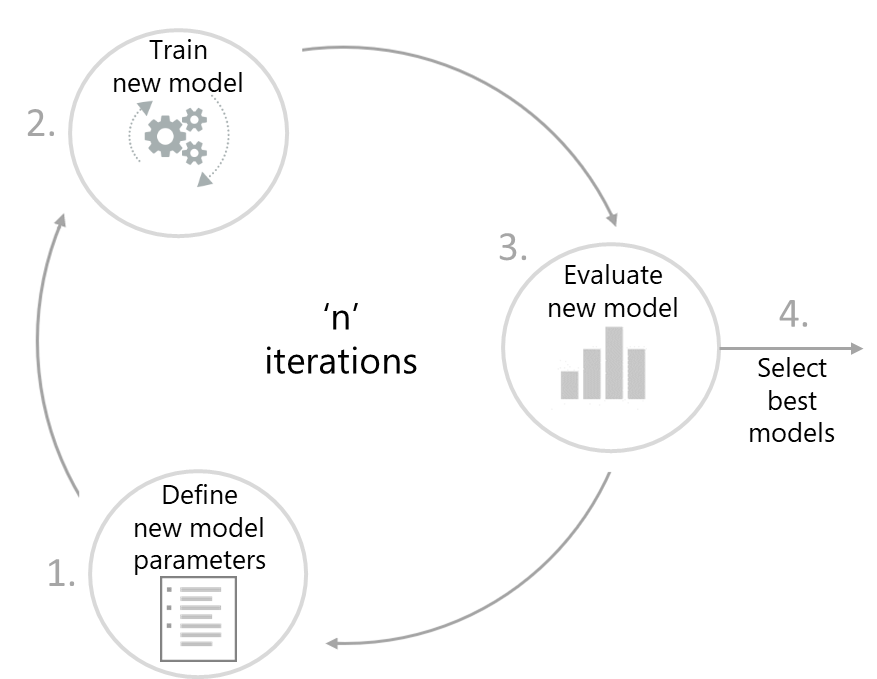 1.
Define
new model
parameters
2.
Train
new model
3.
Evaluate
new model
4.
Select
best
models
‘n’
iterations